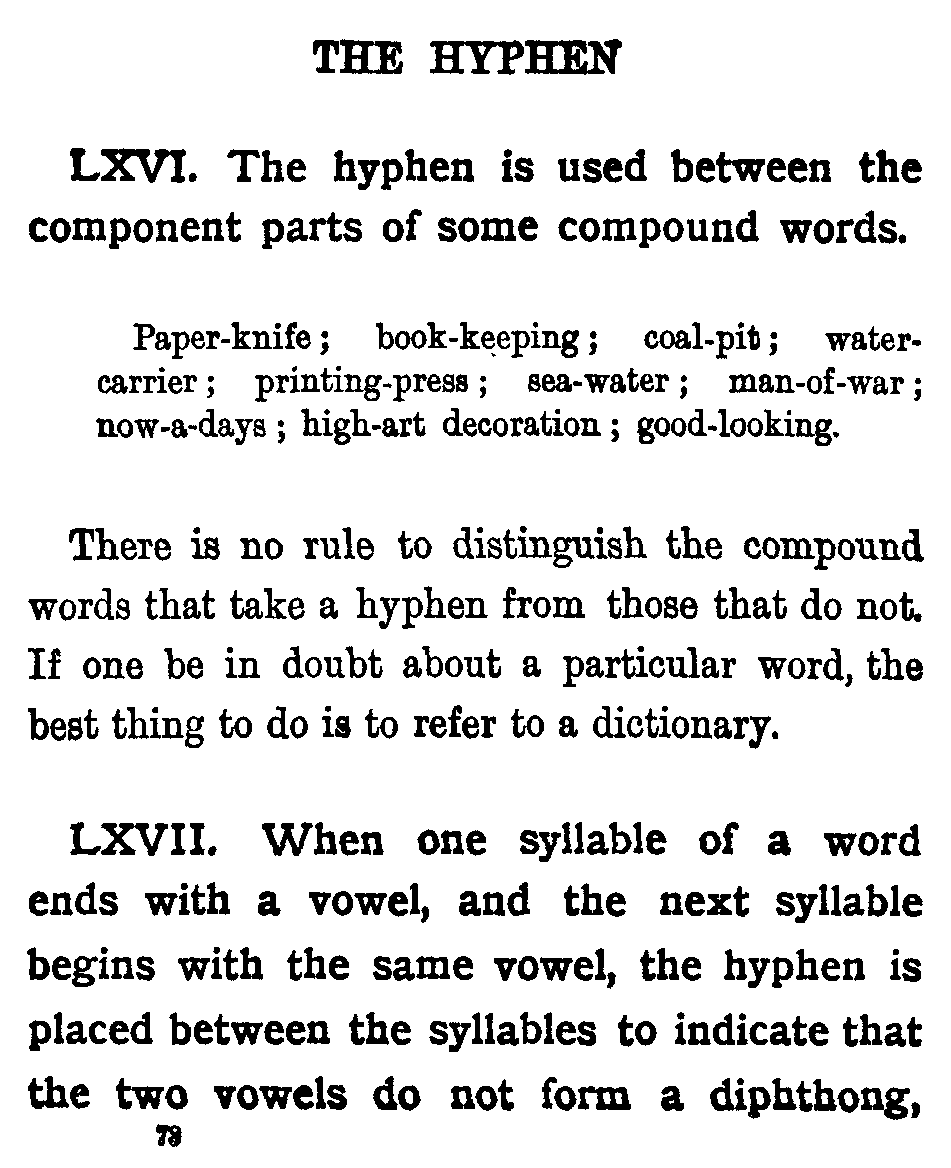 THE HYPHEN
LXVI. The hyphen is used between the
component parts of some compound words.
Paper-knife; book-keeping; coal-pit; water-
carrier; printing-press; sea-water; man-of-war;
now-a-days; high-art decoration; good-looking.
There is no rule to distinguish the compound
words that take a hyphen from those that do not.
If one be in doubt about a particular word, the
best thing to do is to refer to a dictionary.
LXVII. When one syllable of a word
ends with a vowel, and the next syllable
begins with the same vowel, the hyphen is
placed between the syllables to indicate that
the two vowels do not form a diphthong,